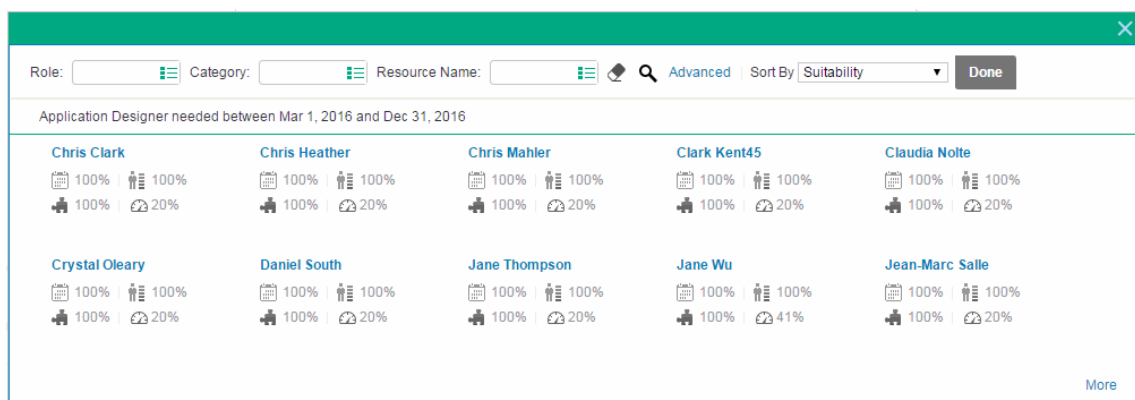 Role: Category: Resource Name: Advanced Sort By Suitability Done
Application Designer needed between Mar 1, 2016 and Dec 31, 2016
Chris Clark Chris Heather Chris Mahler Clark Kent45 Claudia Nolte
100% 100% 100% 100% 100% 100% 100% 100% 100% 100%
100% 20% 100% 20% 100% 20% 100% 20% 100% 20%
Crystal Oleary Daniel South Jane Thompson Jane Wu Jean-Marc Salle
100% 100% 100% 100% 100% 100% 100% 100% 100% 100%
100% 20% 100% 20% 100% 20% 100% 41% 100% 20%
More